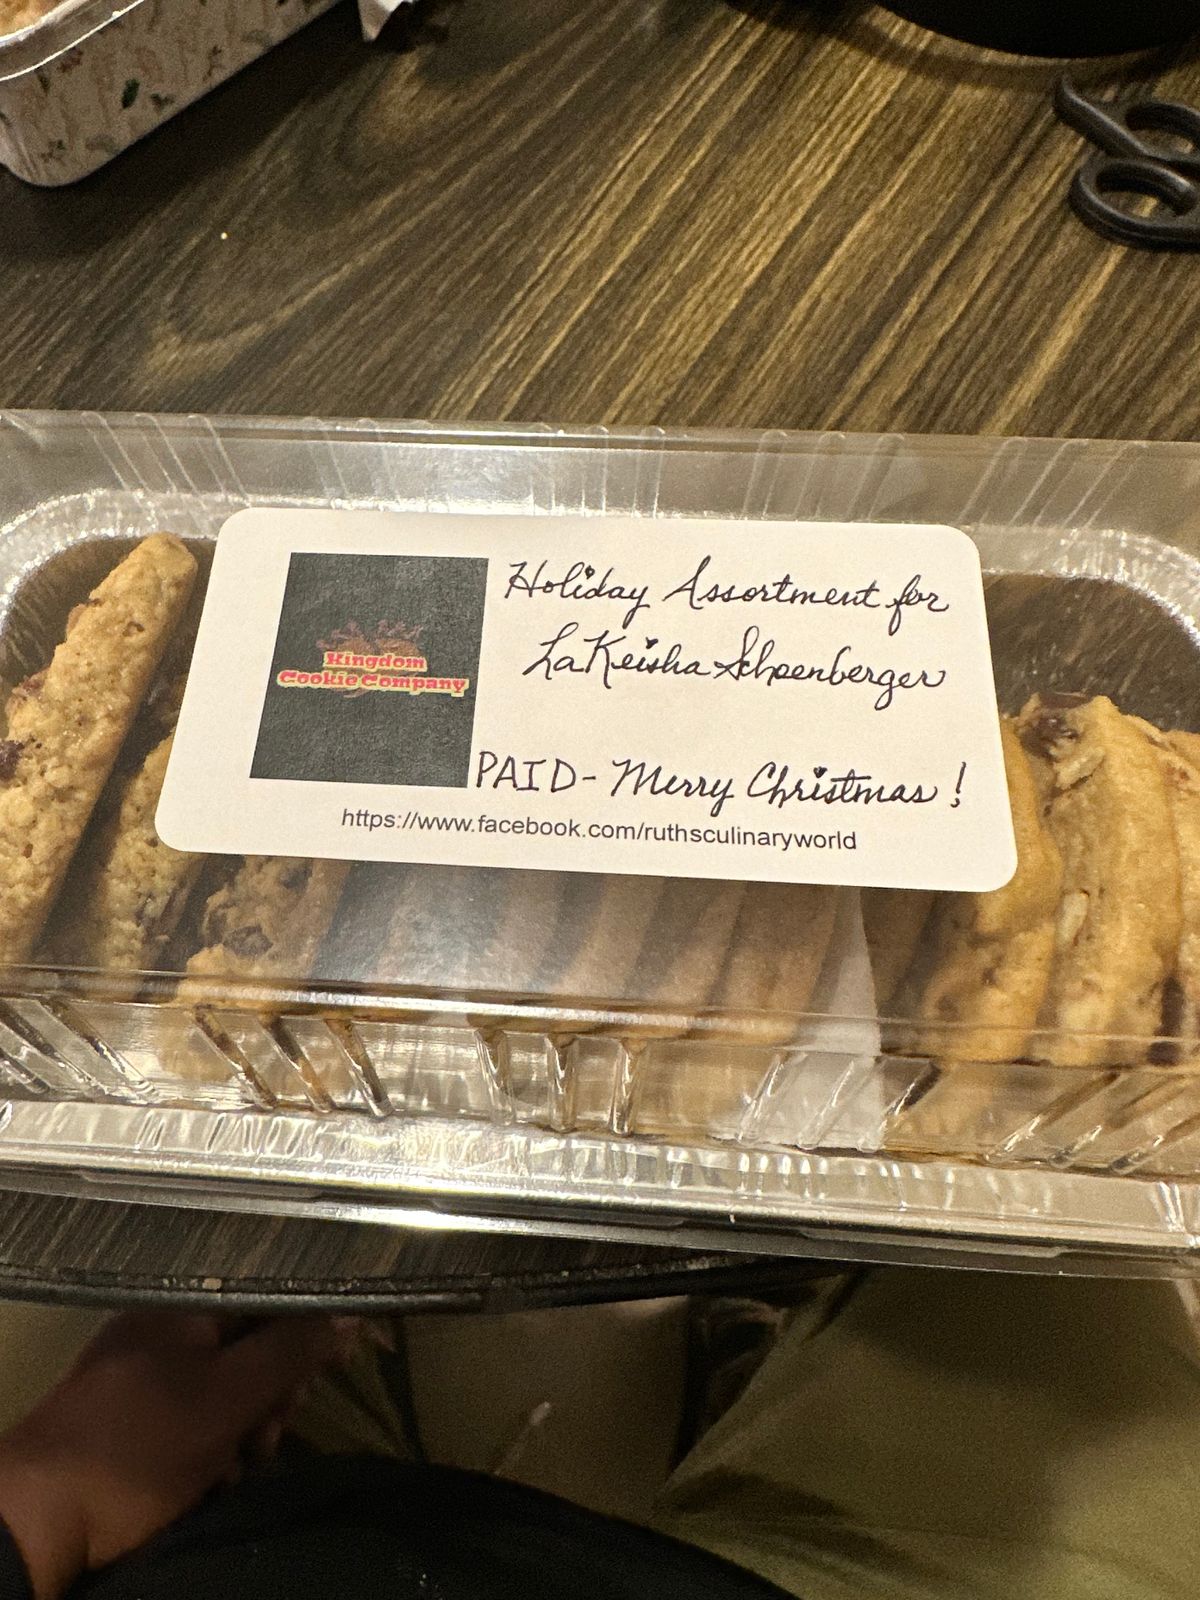 Kingdom
Cookie Company
Holiday Assortment for
LaKeisha Schoenberger
PAID - Merry Christmas!
https://www.facebook.com/ruthsculinaryworld